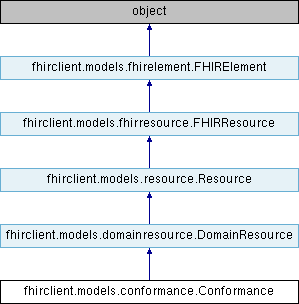 object
fhirclient.models.fhirelement.FHIRElement
fhirclient.models.fhirresource.FHIRResource
fhirclient.models.resource.Resource
fhirclient.models.domainresource.DomainResource
fhirclient.models.conformance.Conformance